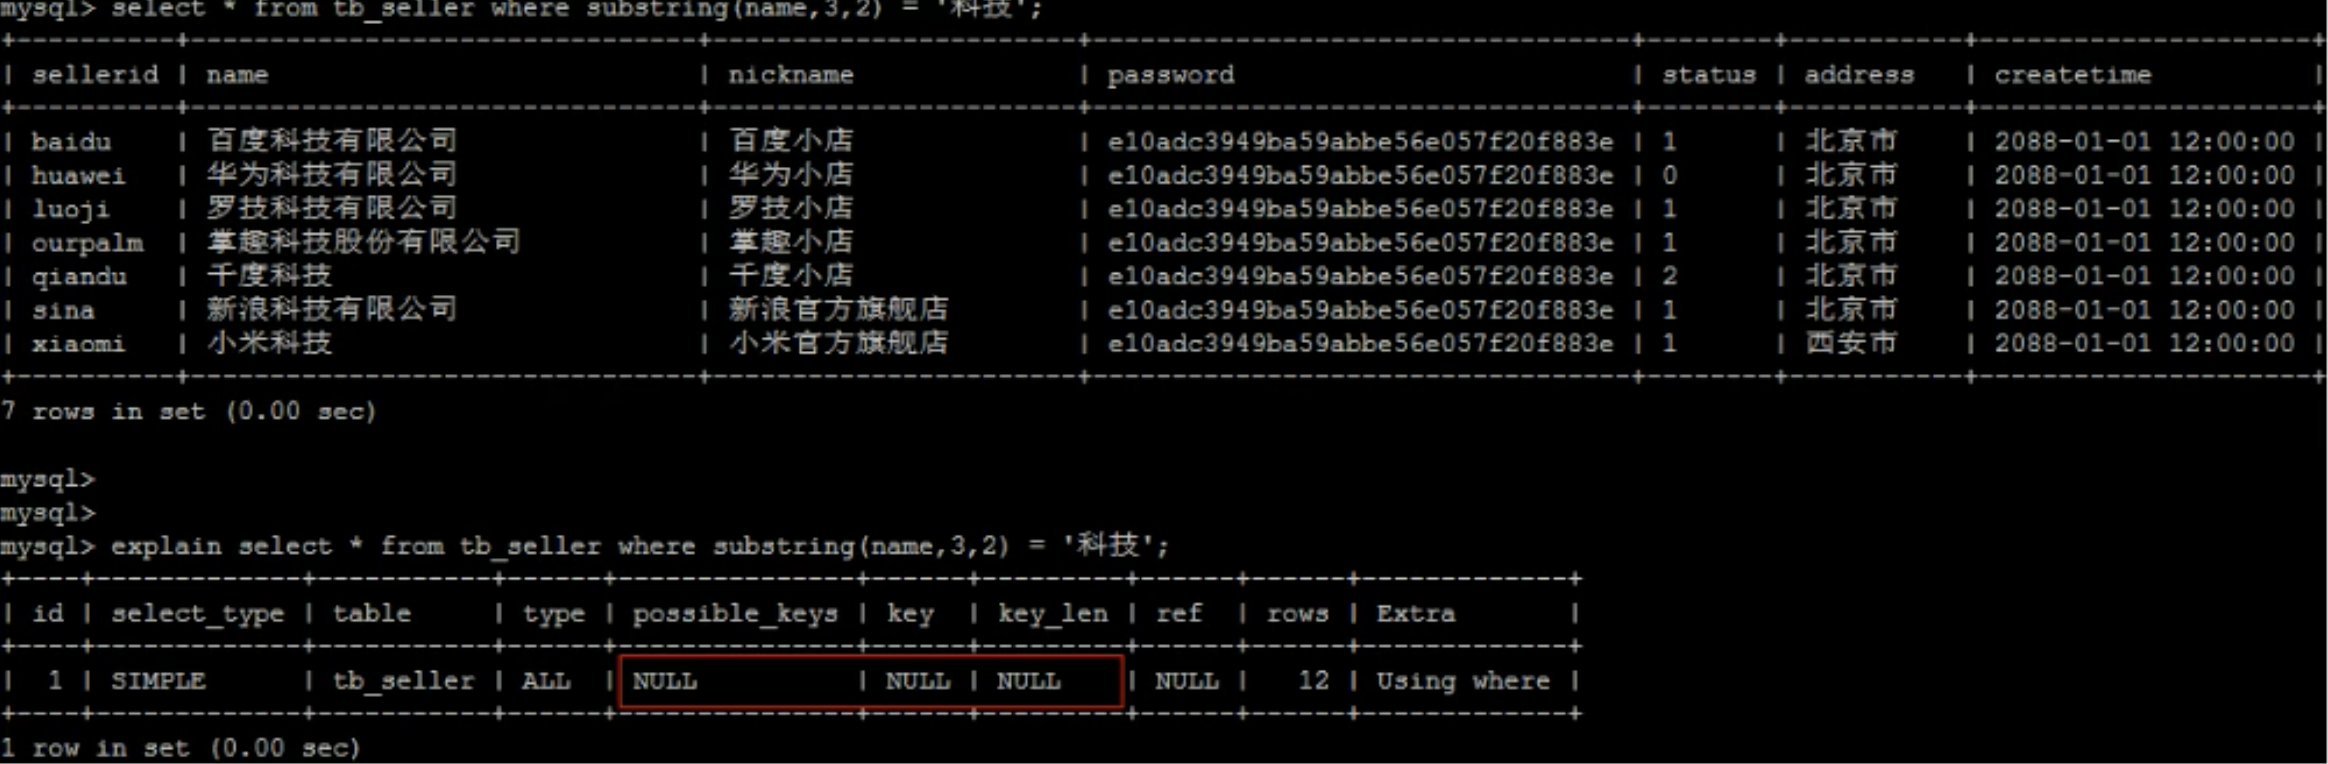 mysql> select * from tb_seller where substring(name,3,2) = '科技';
+----------+---------------------------------+------------------------+-----------------------------------+--------+-----------+----------------------+
| sellerid | name | nickname | password | status | address | createtime |
| baidu | 百度科技有限公司 | 百度小店 | e10adc3949ba59abbe56e057f20f883e | 1 | 北京市 | 2088-01-01 12:00:00 |
| huawei | 华为科技有限公司 | 华为小店 | e10adc3949ba59abbe56e057f20f883e | 0 | 北京市 | 2088-01-01 12:00:00 |
| luoji | 罗技科技有限公司 | 罗技小店 | e10adc3949ba59abbe56e057f20f883e | 1 | 北京市 | 2088-01-01 12:00:00 |
| ourpalm | 掌趣科技股份有限公司 | 掌趣小店 | e10adc3949ba59abbe56e057f20f883e | 1 | 北京市 | 2088-01-01 12:00:00 |
| qiandu | 千度科技 | 千度小店 | e10adc3949ba59abbe56e057f20f883e | 2 | 北京市 | 2088-01-01 12:00:00 |
| sina | 新浪科技有限公司 | 新浪官方旗舰店 | e10adc3949ba59abbe56e057f20f883e | 1 | 北京市 | 2088-01-01 12:00:00 |
| xiaomi | 小米科技 | 小米官方旗舰店 | e10adc3949ba59abbe56e057f20f883e | 1 | 西安市 | 2088-01-01 12:00:00 |
7 rows in set (0.00 sec)
mysql>
mysql>
mysql> explain select * from tb_seller where substring(name,3,2) = '科技';
| id | select_type | table | type | possible_keys | key | key_len | ref | rows | Extra |
| 1 | SIMPLE | tb_seller | ALL | NULL | NULL | NULL | NULL | 12 | Using where |
1 row in set (0.00 sec)